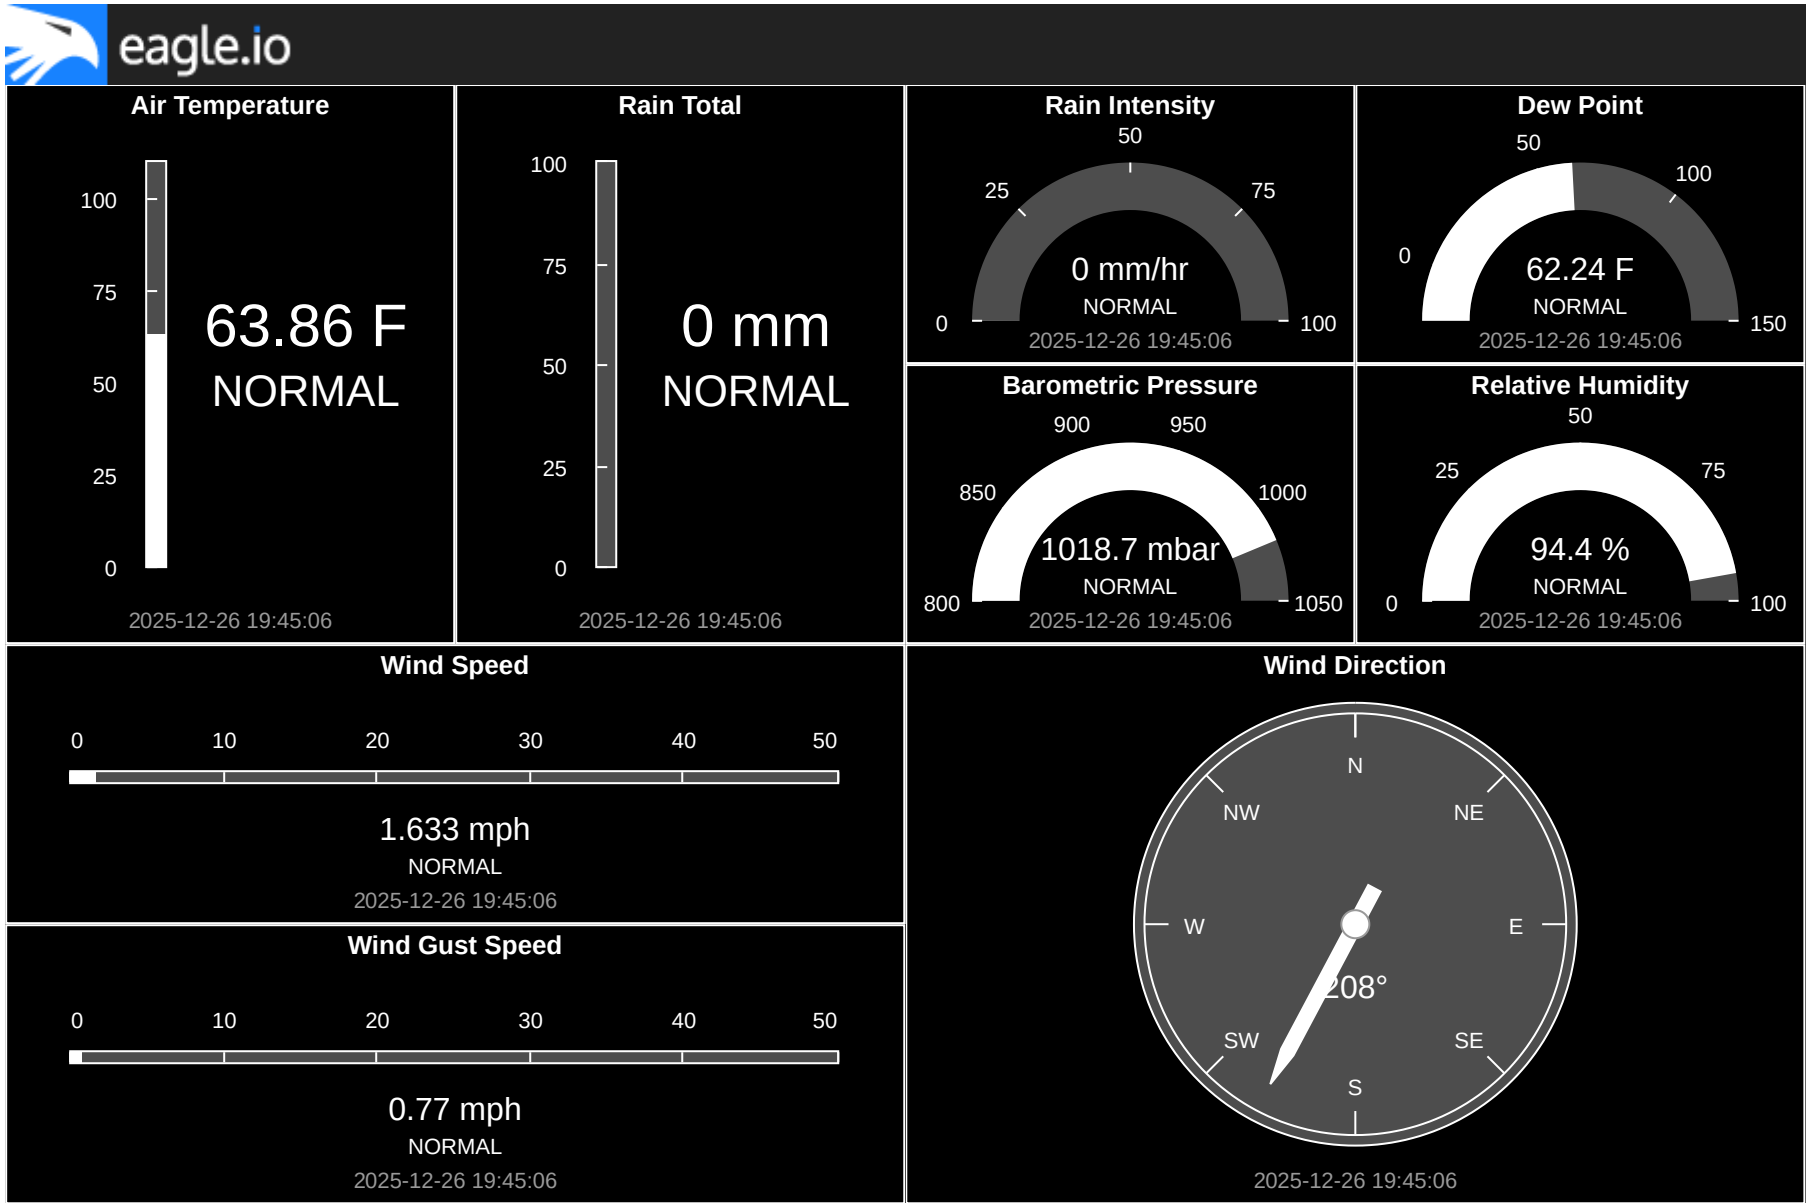 eagle.io
Air Temperature
100
75
50
25
0
63.86 F
NORMAL
2025-12-26 19:45:06
Rain Total
100
75
50
25
0
0 mm
NORMAL
2025-12-26 19:45:06
Rain Intensity
0
25
50
75
100
0 mm/hr
NORMAL
2025-12-26 19:45:06
Dew Point
0
50
100
150
62.24 F
NORMAL
2025-12-26 19:45:06
Barometric Pressure
800
850
900
950
1000
1050
1018.7 mbar
NORMAL
2025-12-26 19:45:06
Relative Humidity
0
25
50
75
100
94.4 %
NORMAL
2025-12-26 19:45:06
Wind Speed
0 10 20 30 40 50
1.633 mph
NORMAL
2025-12-26 19:45:06
Wind Gust Speed
0 10 20 30 40 50
0.77 mph
NORMAL
2025-12-26 19:45:06
Wind Direction
N
NW NE
W E
208°
SW SE
S
2025-12-26 19:45:06